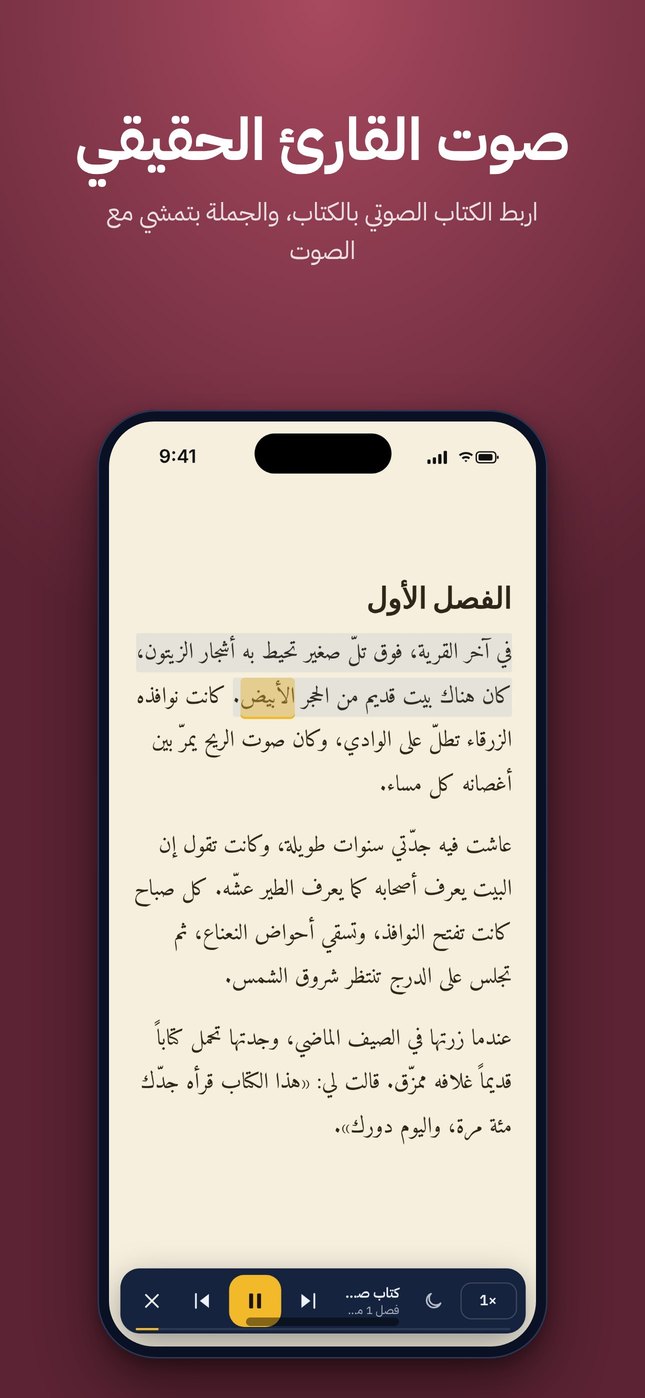 صوت القارئ الحقيقي
اربط الكتاب الصوتي بالكتاب، والجملة بتمشي مع
الصوت
9:41
الفصل الأول
في آخر القرية، فوق تلّ صغير تحيط به أشجار الزيتون،
كان هناك بيت قديم من الحجر الأبيض. كانت نوافذه
الزرقاء تطلّ على الوادي، وكان صوت الريح يمرّ بين
أغصانه كل مساء.
عاشت فيه جدّتي سنوات طويلة، وكانت تقول إن
البيت يعرف أصحابه كما يعرف الطير عشّه. كل صباح
كانت تفتح النوافذ، وتسقي أحواض النعناع، ثم
تجلس على الدرج تنتظر شروق الشمس.
عندما زرتها في الصيف الماضي، وجدتها تحمل كتاباً
قديماً غلافه ممزّق. قالت لي: «هذا الكتاب قرأه جدّك
مئة مرة، واليوم دورك».
1×
كتاب صـ...
فصل 1 مـ...